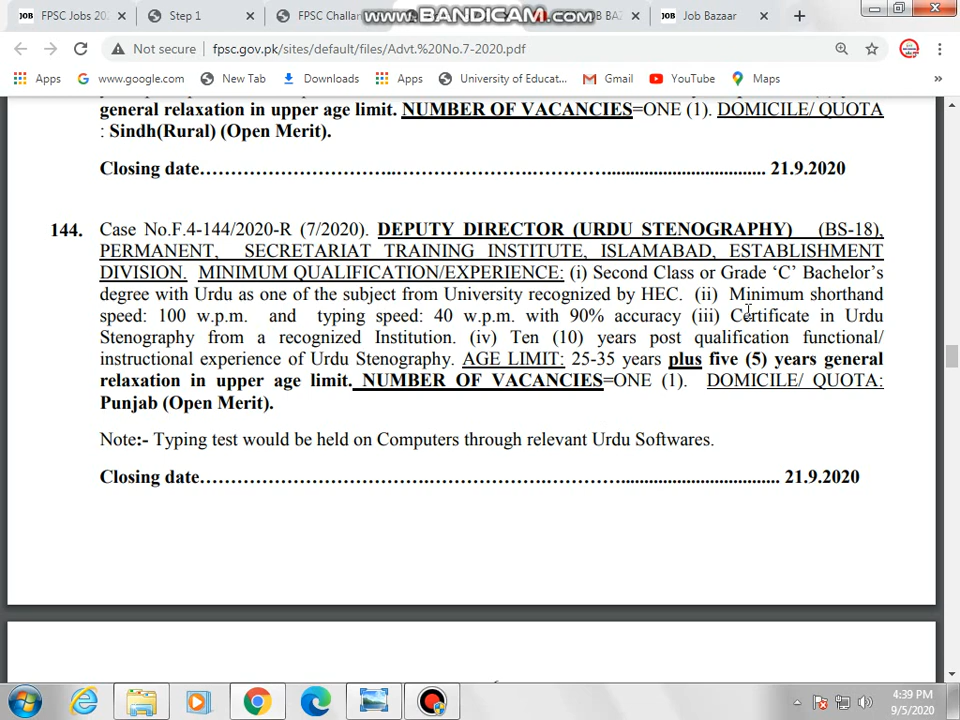 FPSC Jobs 202
Step 1
FPSC Challan
www.BANDICAM.com
JOB BAZ
Job Bazaar
Not secure | fpsc.gov.pk/sites/default/files/Advt.%20No.7-2020.pdf
Apps www.google.com New Tab Downloads Apps University of Educat... Gmail YouTube Maps »
general relaxation in upper age limit. NUMBER OF VACANCIES=ONE (1). DOMICILE/ QUOTA
: Sindh(Rural) (Open Merit).
Closing date…………………………...…………………….…………............................................... 21.9.2020
144. Case No.F.4-144/2020-R (7/2020). DEPUTY DIRECTOR (URDU STENOGRAPHY) (BS-18),
PERMANENT, SECRETARIAT TRAINING INSTITUTE, ISLAMABAD, ESTABLISHMENT
DIVISION. MINIMUM QUALIFICATION/EXPERIENCE: (i) Second Class or Grade ‘C’ Bachelor’s
degree with Urdu as one of the subject from University recognized by HEC. (ii) Minimum shorthand
speed: 100 w.p.m. and typing speed: 40 w.p.m. with 90% accuracy (iii) Certificate in Urdu
Stenography from a recognized Institution. (iv) Ten (10) years post qualification functional/
instructional experience of Urdu Stenography. AGE LIMIT: 25-35 years plus five (5) years general
relaxation in upper age limit. NUMBER OF VACANCIES=ONE (1). DOMICILE/ QUOTA:
Punjab (Open Merit).
Note:- Typing test would be held on Computers through relevant Urdu Softwares.
Closing date……………………………….……………….…………............................................... 21.9.2020
4:39 PM
9/5/2020